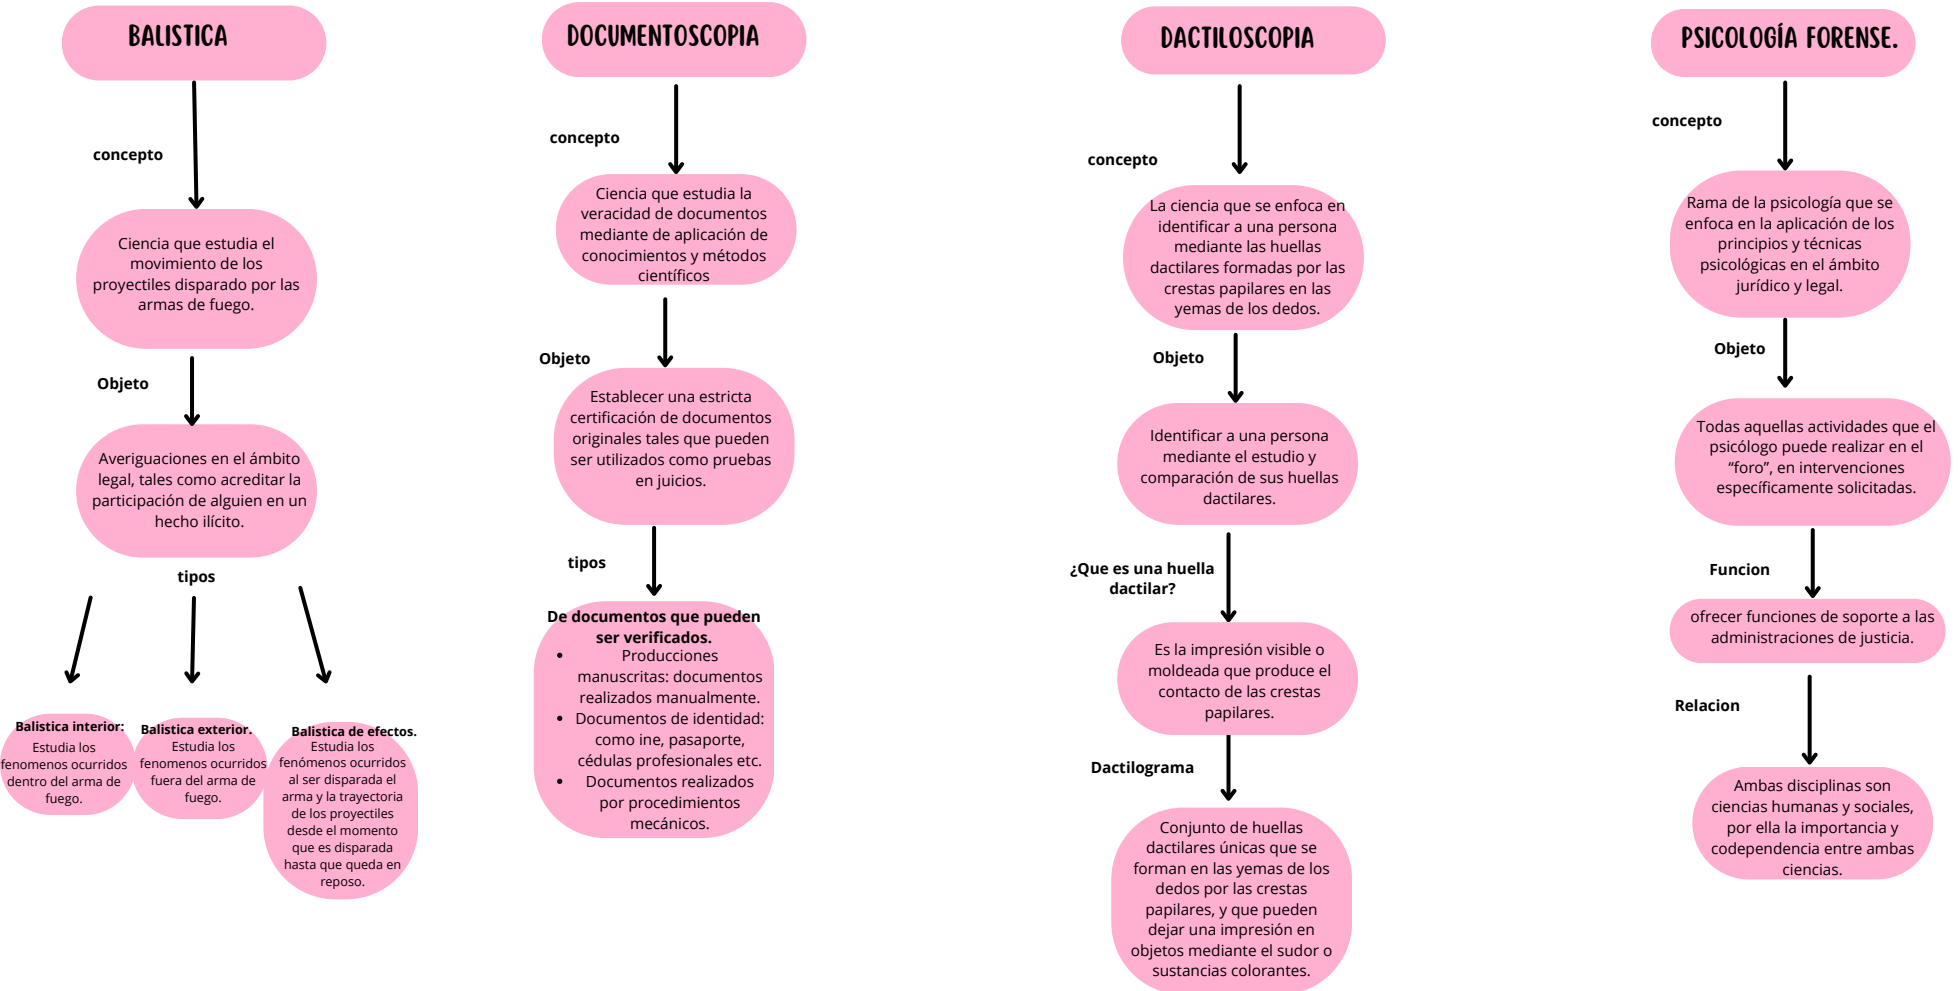 BALISTICA
concepto
Ciencia que estudia el
movimiento de los
proyectiles disparado por las
armas de fuego.
Objeto
Averiguaciones en el ámbito
legal, tales como acreditar la
participación de alguien en un
hecho ilícito.
tipos
Balistica interior:
Estudia los
fenomenos ocurridos
dentro del arma de
fuego.
Balistica exterior.
Estudia los
fenomenos ocurridos
fuera del arma de
fuego.
Balistica de efectos.
Estudia los
fenómenos ocurridos
al ser disparada el
arma y la trayectoria
de los proyectiles
desde el momento
que es disparada
hasta que queda en
reposo.
DOCUMENTOSCOPIA
concepto
Ciencia que estudia la
veracidad de documentos
mediante de aplicación de
conocimientos y métodos
científicos
Objeto
Establecer una estricta
certificación de documentos
originales tales que pueden
ser utilizados como pruebas
en juicios.
tipos
De documentos que pueden
ser verificados.
• Producciones
manuscritas: documentos
realizados manualmente.
• Documentos de identidad:
como ine, pasaporte,
cédulas profesionales etc.
• Documentos realizados
por procedimientos
mecánicos.
DACTILOSCOPIA
concepto
La ciencia que se enfoca en
identificar a una persona
mediante las huellas
dactilares formadas por las
crestas papilares en las
yemas de los dedos.
Objeto
Identificar a una persona
mediante el estudio y
comparación de sus huellas
dactilares.
¿Que es una huella
dactilar?
Es la impresión visible o
moldeada que produce el
contacto de las crestas
papilares.
Dactilograma
Conjunto de huellas
dactilares únicas que se
forman en las yemas de los
dedos por las crestas
papilares, y que pueden
dejar una impresión en
objetos mediante el sudor o
sustancias colorantes.
PSICOLOGÍA FORENSE.
concepto
Rama de la psicología que se
enfoca en la aplicación de los
principios y técnicas
psicológicas en el ámbito
jurídico y legal.
Objeto
Todas aquellas actividades que el
psicólogo puede realizar en el
“foro”, en intervenciones
específicamente solicitadas.
Funcion
ofrecer funciones de soporte a las
administraciones de justicia.
Relacion
Ambas disciplinas son
ciencias humanas y sociales,
por ella la importancia y
codependencia entre ambas
ciencias.